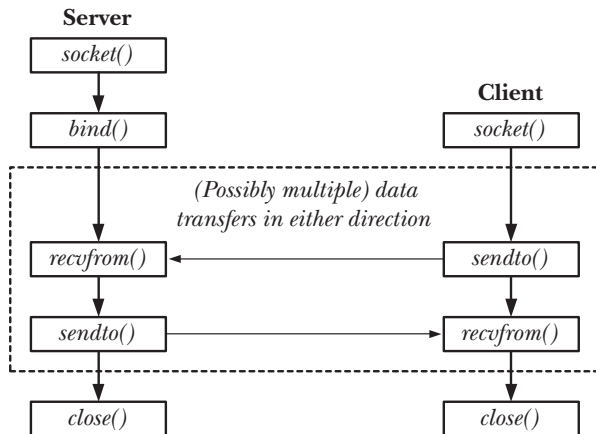 Server
socket()
Client
bind()
socket()
(Possibly multiple) data
transfers in either direction
recvfrom()
sendto()
sendto()
recvfrom()
close()
close()